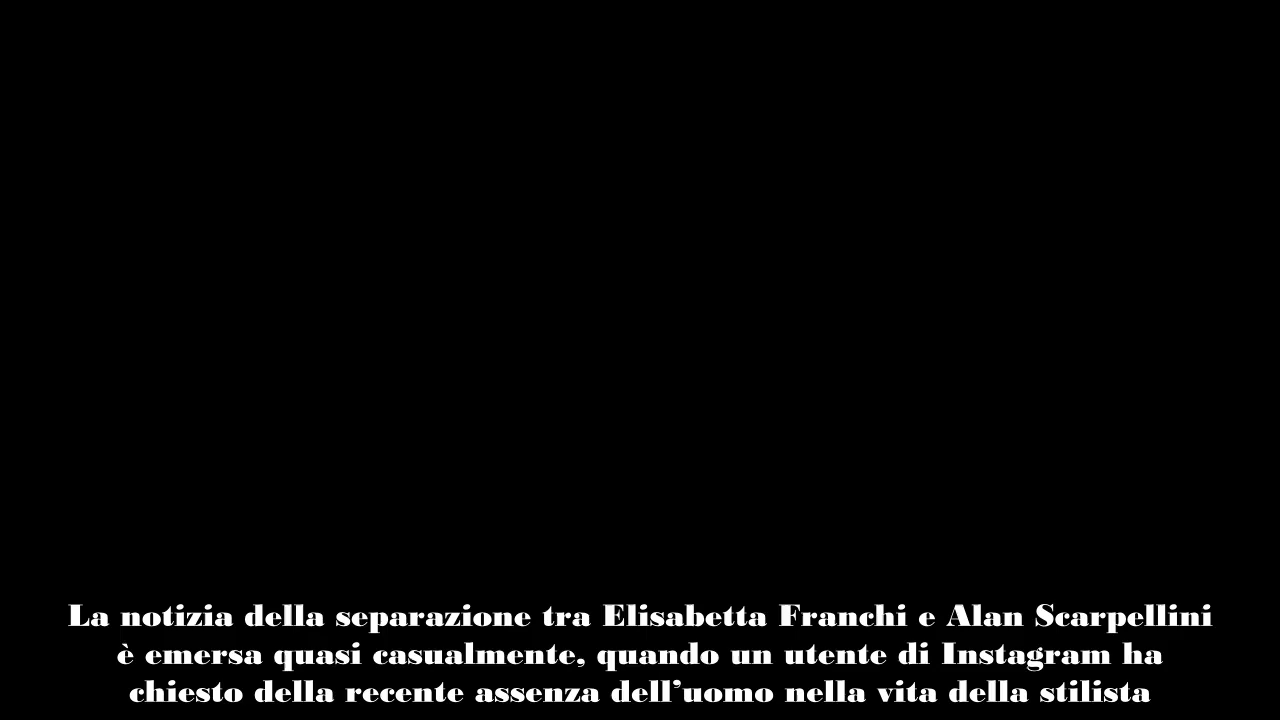 La notizia della separazione tra Elisabetta Franchi e Alan Scarpellini
è emersa quasi casualmente, quando un utente di Instagram ha
chiesto della recente assenza dell’uomo nella vita della stilista